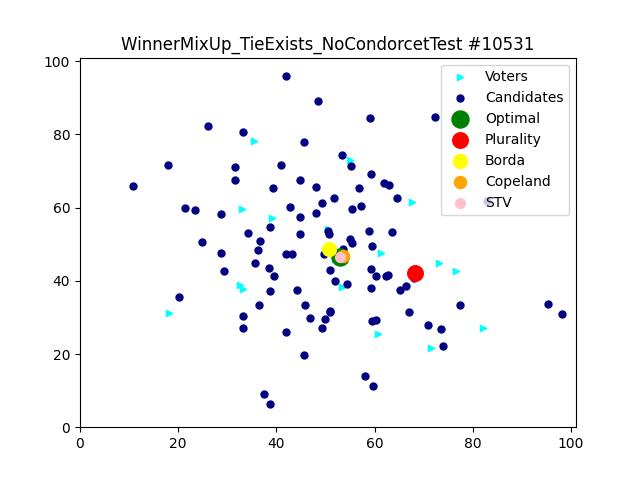 WinnerMixUp_TieExists_NoCondorcetTest #10531
100
80
60
40
20
0
0 20 40 60 80 100
Voters
Candidates
Optimal
Plurality
Borda
Copeland
STV